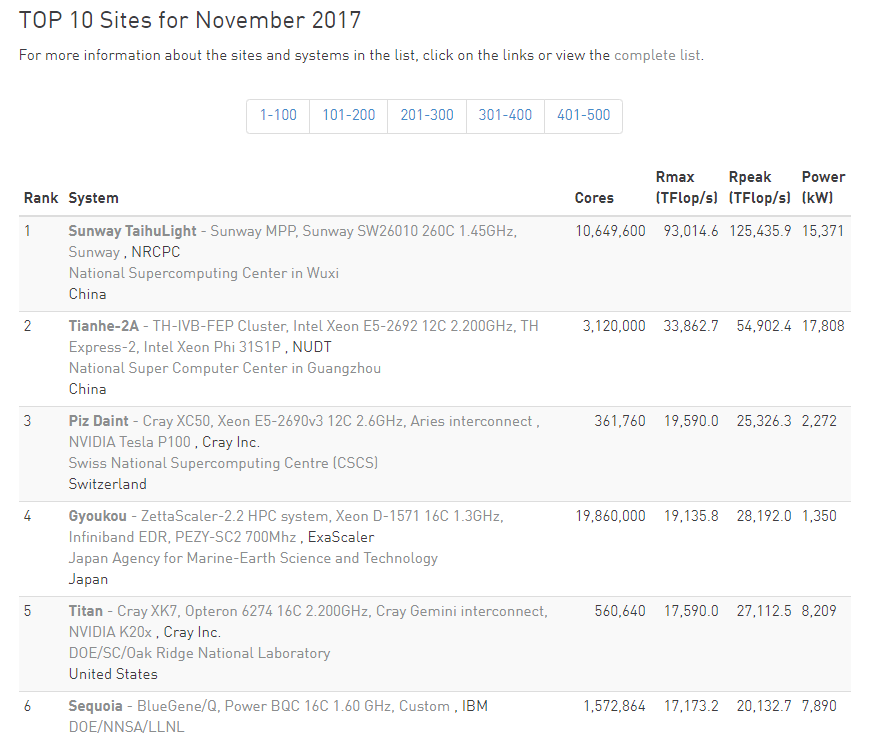 TOP 10 Sites for November 2017
For more information about the sites and systems in the list, click on the links or view the complete list.
1-100 101-200 201-300 301-400 401-500
Rank System Cores Rmax (TFlop/s) Rpeak (TFlop/s) Power (kW)
1 Sunway TaihuLight - Sunway MPP, Sunway SW26010 260C 1.45GHz, 10,649,600 93,014.6 125,435.9 15,371
Sunway , NRCPC
National Supercomputing Center in Wuxi
China
2 Tianhe-2A - TH-IVB-FEP Cluster, Intel Xeon E5-2692 12C 2.200GHz, TH 3,120,000 33,862.7 54,902.4 17,808
Express-2, Intel Xeon Phi 31S1P , NUDT
National Super Computer Center in Guangzhou
China
3 Piz Daint - Cray XC50, Xeon E5-2690v3 12C 2.6GHz, Aries interconnect , 361,760 19,590.0 25,326.3 2,272
NVIDIA Tesla P100 , Cray Inc.
Swiss National Supercomputing Centre (CSCS)
Switzerland
4 Gyoukou - ZettaScaler-2.2 HPC system, Xeon D-1571 16C 1.3GHz, 19,860,000 19,135.8 28,192.0 1,350
Infiniband EDR, PEZY-SC2 700Mhz , ExaScaler
Japan Agency for Marine-Earth Science and Technology
Japan
5 Titan - Cray XK7, Opteron 6274 16C 2.200GHz, Cray Gemini interconnect, 560,640 17,590.0 27,112.5 8,209
NVIDIA K20x , Cray Inc.
DOE/SC/Oak Ridge National Laboratory
United States
6 Sequoia - BlueGene/Q, Power BQC 16C 1.60 GHz, Custom , IBM 1,572,864 17,173.2 20,132.7 7,890
DOE/NNSA/LLNL